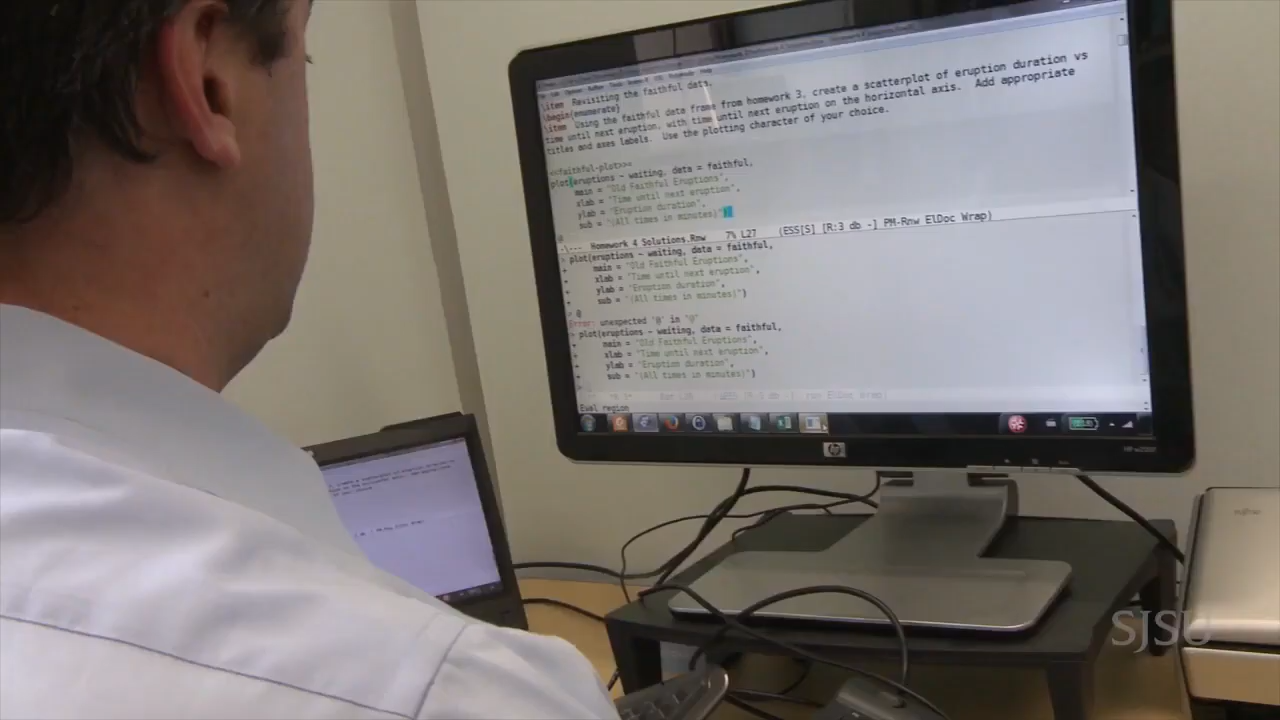 \item Revisiting the faithful data.
\begin{enumerate}
\item Using the faithful data frame from homework 3, create a scatterplot of eruption duration vs
time until next eruption, with time until next eruption on the horizontal axis. Add appropriate
titles and axes labels. Use the plotting character of your choice.
<<faithful-plot>>=
plot(eruptions ~ waiting, data = faithful,
main = "Old Faithful Eruptions",
xlab = "Time until next eruption",
ylab = "Eruption duration",
sub = "(All times in minutes)")
@
-\--- Homework 4 Solutions.Rnw 7% L27 (ESS[S] [R:3 db -] PM-Rnw ElDoc Wrap)
> plot(eruptions ~ waiting, data = faithful,
+ main = "Old Faithful Eruptions",
+ xlab = "Time until next eruption",
+ ylab = "Eruption duration",
+ sub = "(All times in minutes)")
> @
Error: unexpected '@' in "@"
> plot(eruptions ~ waiting, data = faithful,
+ main = "Old Faithful Eruptions",
+ xlab = "Time until next eruption",
+ ylab = "Eruption duration",
+ sub = "(All times in minutes)")
>
Eval region
hp
FUJITSU
SJSU